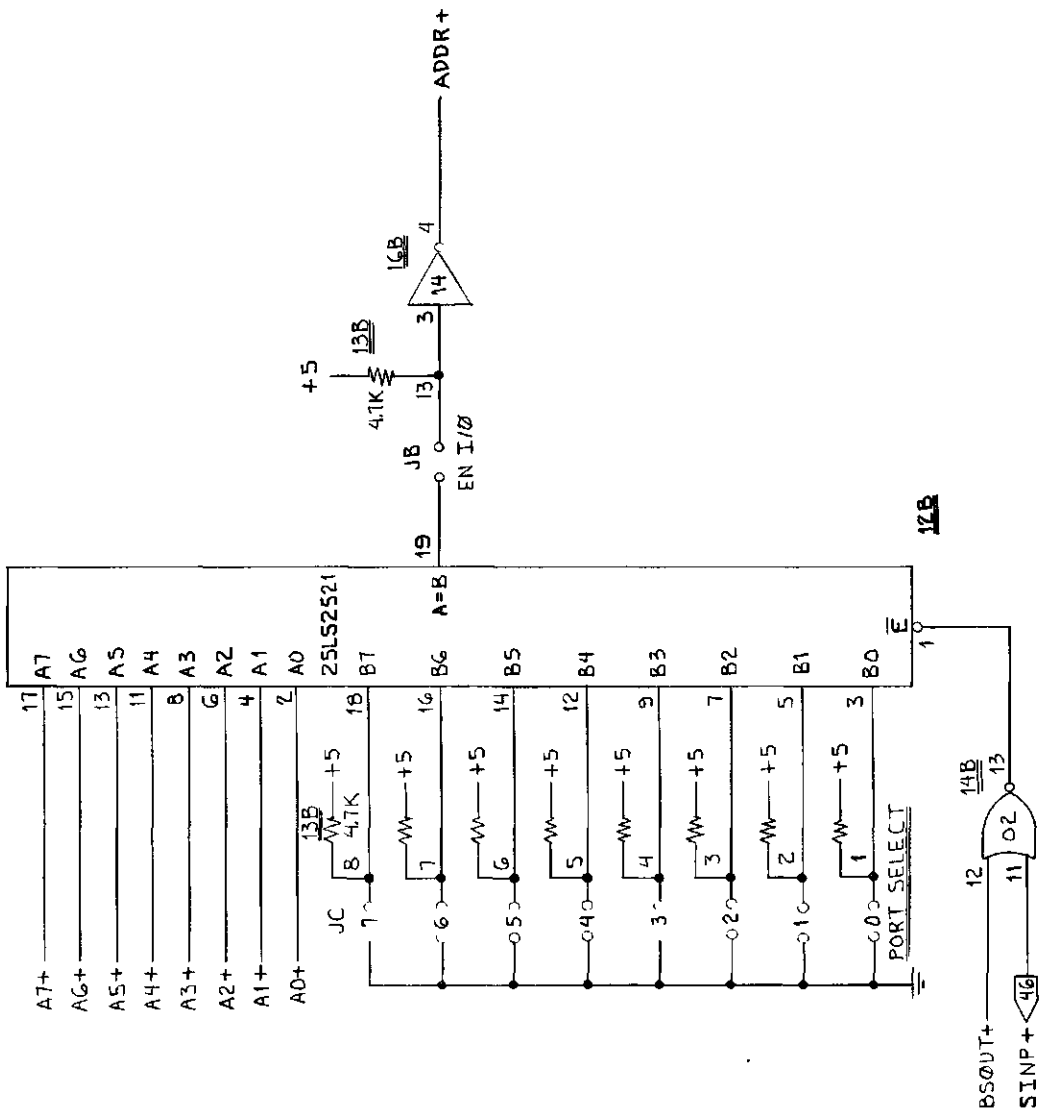 A7+
17
A7
A6+
15
A6
A5+
13
A5
A4+
11
A4
A3+
8
A3
A2+
6
A2
A1+
4
A1
A0+
2
A0
25LS2521
13B
4.7K
+5
JC
7
8
18
B7
+5
6
7
16
B6
A=B
19
+5
5
6
14
B5
+5
4
5
12
B4
+5
3
4
9
B3
+5
2
3
7
B2
+5
1
2
5
B1
+5
0
1
3
B0
PORT SELECT
E̅
1
12B
JB
EN I/Ø
+5
4.7K
13B
13
3
14
16B
4
ADDR+
BSØUT+
12
SINP+
46
11
02
14B
13